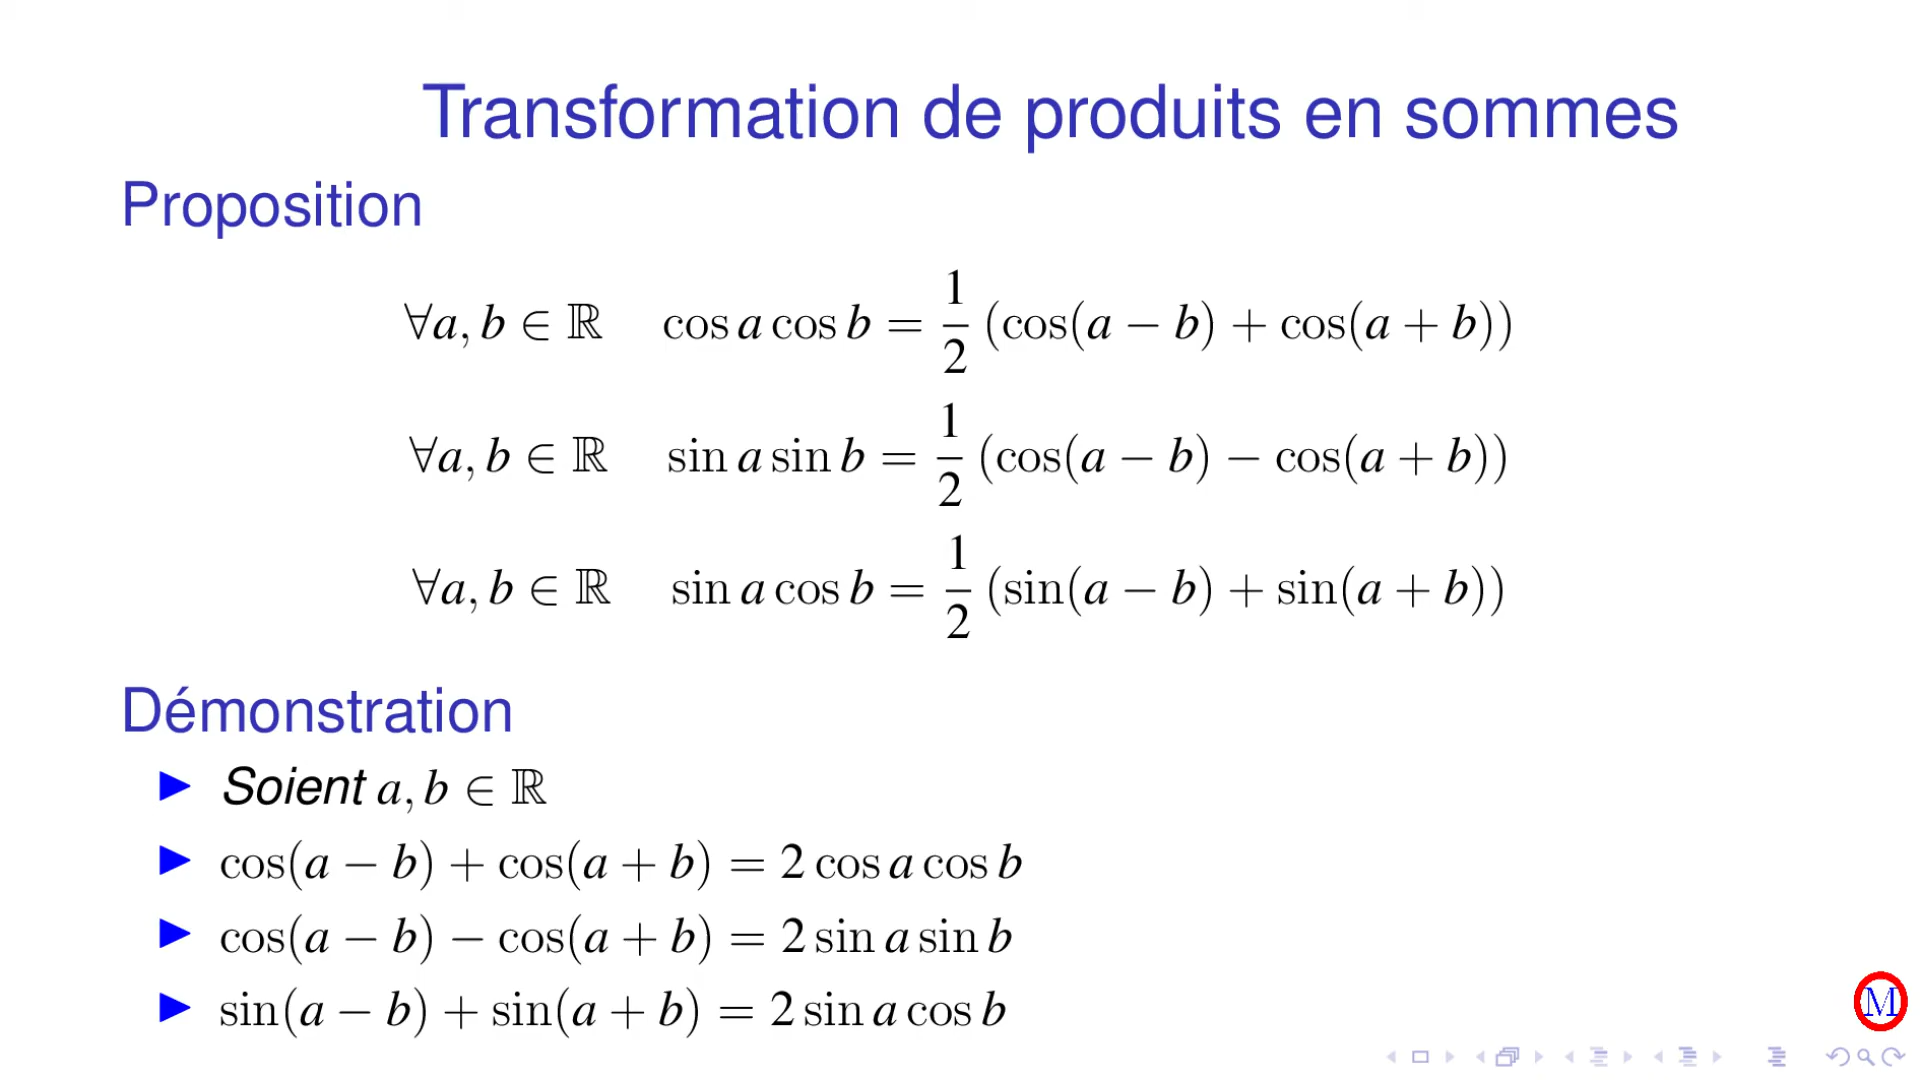 Transformation de produits en sommes
Proposition
∀a, b ∈ ℝ cos a cos b = 1/2 (cos(a − b) + cos(a + b))
∀a, b ∈ ℝ sin a sin b = 1/2 (cos(a − b) − cos(a + b))
∀a, b ∈ ℝ sin a cos b = 1/2 (sin(a − b) + sin(a + b))
Démonstration
▶ Soient a, b ∈ ℝ
▶ cos(a − b) + cos(a + b) = 2 cos a cos b
▶ cos(a − b) − cos(a + b) = 2 sin a sin b
▶ sin(a − b) + sin(a + b) = 2 sin a cos b
M